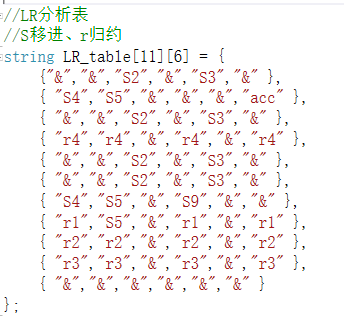 //LR分析表
//S移进、r归约
string LR_table[11][6] = {
{"&","&","S2","&","S3","&" },
{ "S4","S5","&","&","&","acc" },
{ "&","&","S2","&","S3","&" },
{ "r4","r4","&","r4","&","r4" },
{ "&","&","S2","&","S3","&" },
{ "&","&","S2","&","S3","&" },
{ "S4","S5","&","S9","&","&" },
{ "r1","S5","&","r1","&","r1" },
{ "r2","r2","&","r2","&","r2" },
{ "r3","r3","&","r3","&","r3" },
{ "&","&","&","&","&","&" }
};